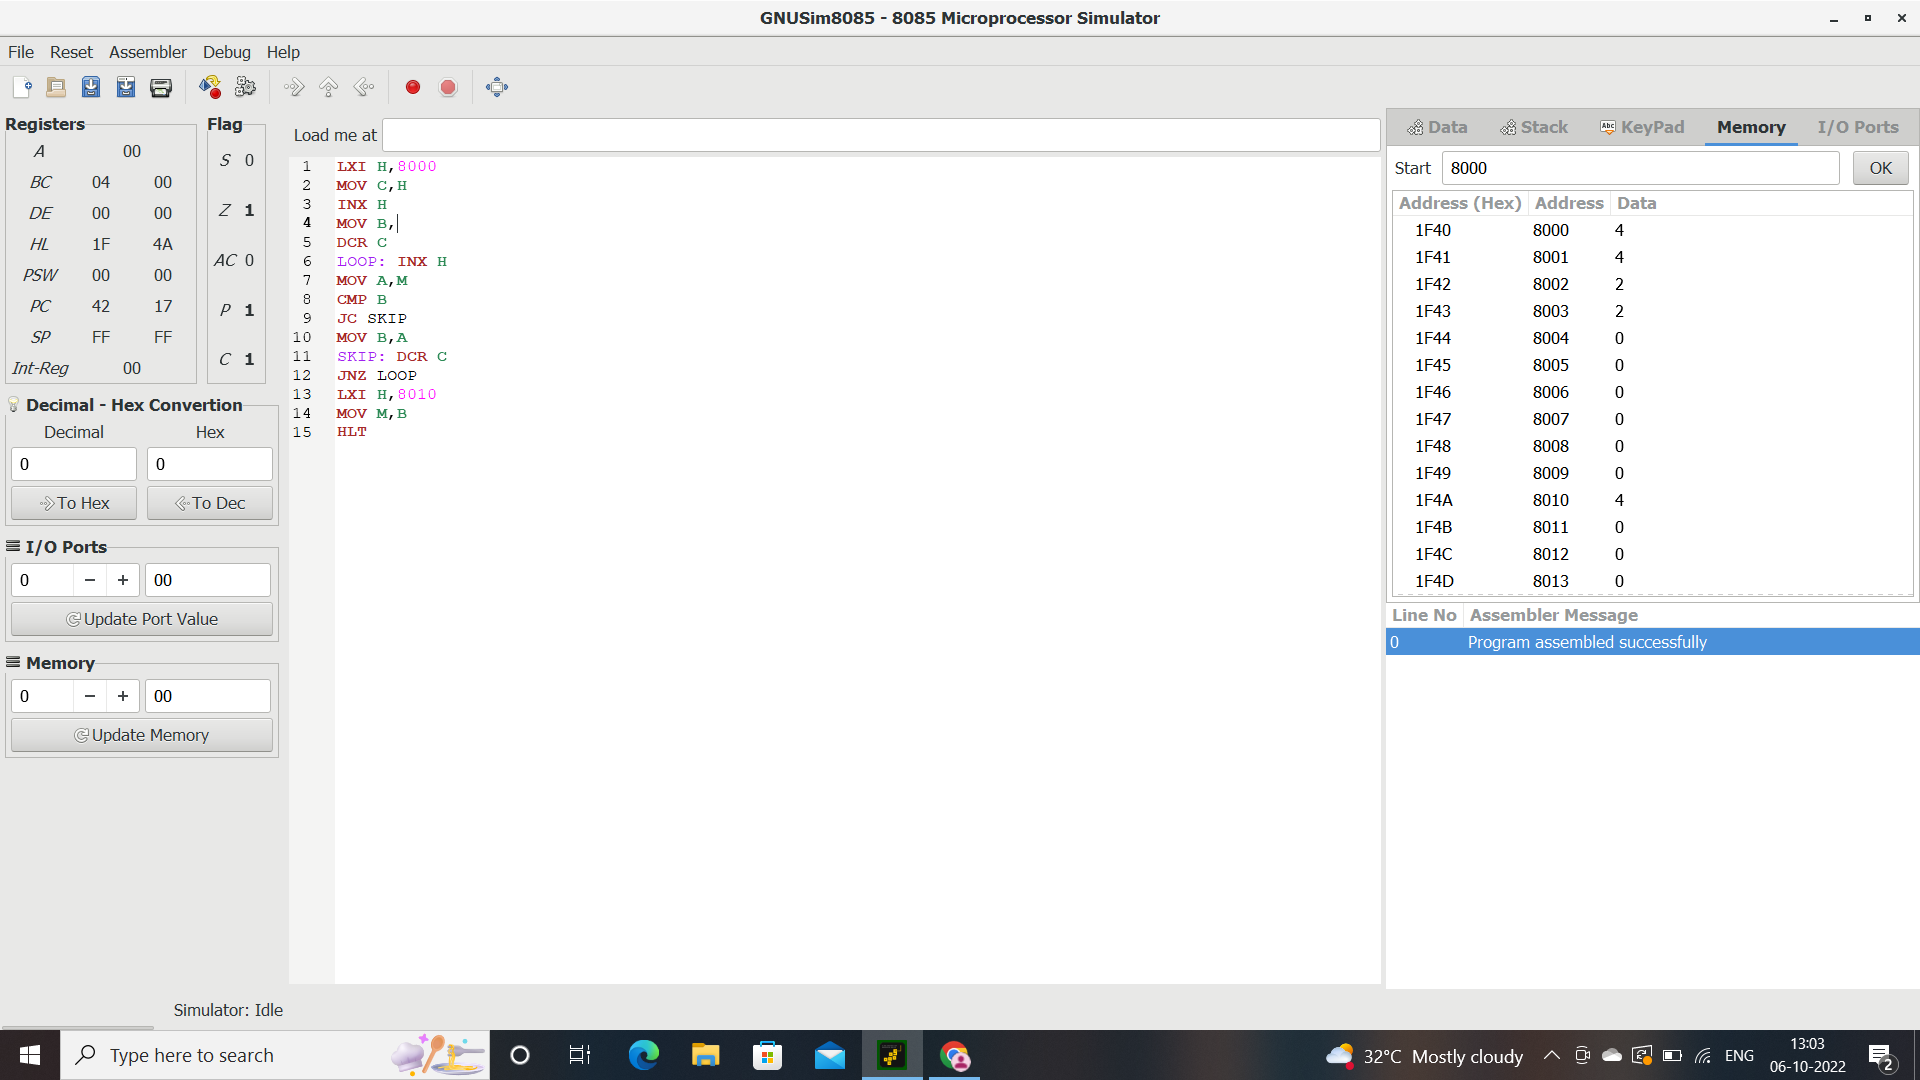 GNUSim8085 - 8085 Microprocessor Simulator
File Reset Assembler Debug Help
Registers
A 00
BC 04 00
DE 00 00
HL 1F 4A
PSW 00 00
PC 42 17
SP FF FF
Int-Reg 00
Flag
S 0
Z 1
AC 0
P 1
C 1
Decimal - Hex Convertion
Decimal Hex
0 0
To Hex To Dec
I/O Ports
0 − + 00
Update Port Value
Memory
0 − + 00
Update Memory
Load me at
1 LXI H,8000
2 MOV C,H
3 INX H
4 MOV B,
5 DCR C
6 LOOP: INX H
7 MOV A,M
8 CMP B
9 JC SKIP
10 MOV B,A
11 SKIP: DCR C
12 JNZ LOOP
13 LXI H,8010
14 MOV M,B
15 HLT
Data Stack Abc KeyPad Memory I/O Ports
Start 8000 OK
Address (Hex) Address Data
1F40 8000 4
1F41 8001 4
1F42 8002 2
1F43 8003 2
1F44 8004 0
1F45 8005 0
1F46 8006 0
1F47 8007 0
1F48 8008 0
1F49 8009 0
1F4A 8010 4
1F4B 8011 0
1F4C 8012 0
1F4D 8013 0
Line No Assembler Message
0 Program assembled successfully
Simulator: Idle
Type here to search
32°C Mostly cloudy
ENG
13:03
06-10-2022
2